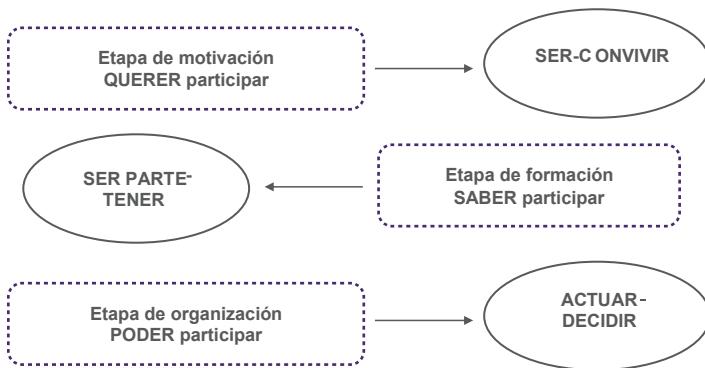 Etapa de motivación
QUERER participar
SER-C ONVIVIR
SER PARTE-
TENER
Etapa de formación
SABER participar
Etapa de organización
PODER participar
ACTUAR-
DECIDIR